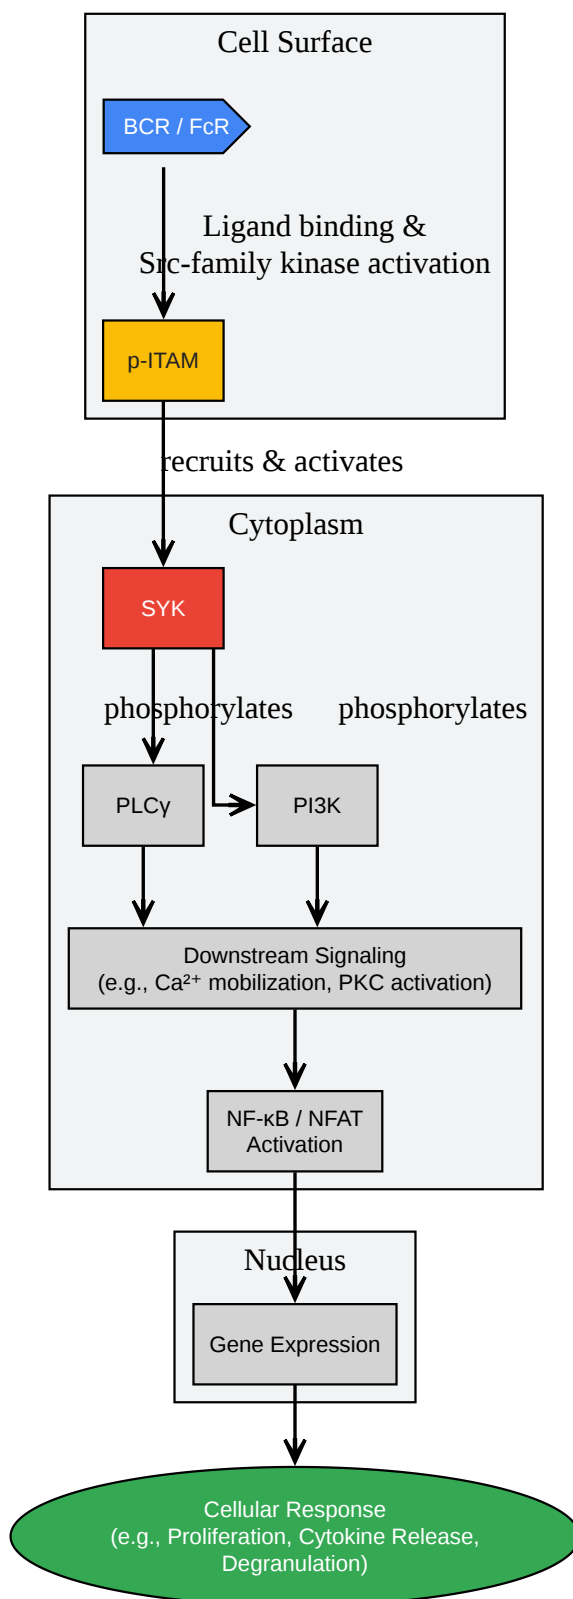 Cell Surface
BCR / FcR
Ligand binding &
Src-family kinase activation
p-ITAM
recruits & activates
Cytoplasm
SYK
phosphorylates
phosphorylates
PLCγ
PI3K
Downstream Signaling
(e.g., Ca²⁺ mobilization, PKC activation)
NF-κB / NFAT
Activation
Nucleus
Gene Expression
Cellular Response
(e.g., Proliferation, Cytokine Release,
Degranulation)